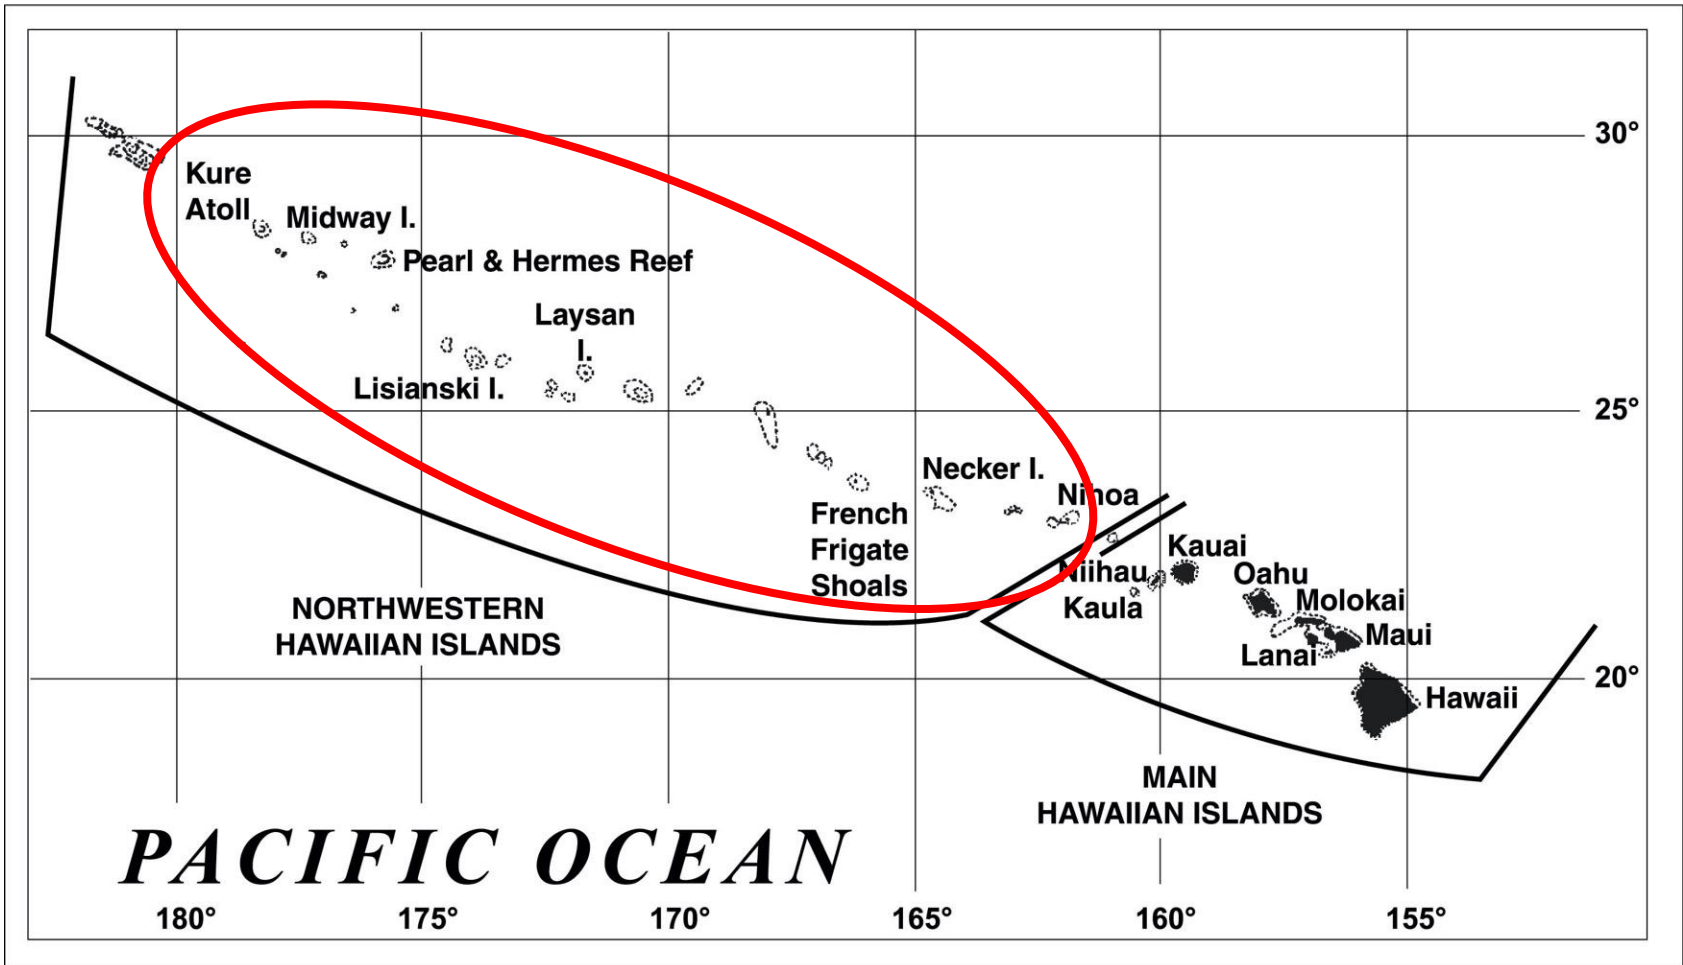 30°
Kure
Atoll
Midway I.
Pearl & Hermes Reef
Laysan
I.
Lisianski I.
25°
Necker I.
Nihoa
French
Frigate
Shoals
Kauai
Niihau
Kaula
Oahu
Molokai
Maui
Lanai
Hawaii
20°
NORTHWESTERN
HAWAIIAN ISLANDS
MAIN
HAWAIIAN ISLANDS
PACIFIC OCEAN
180° 175° 170° 165° 160° 155°